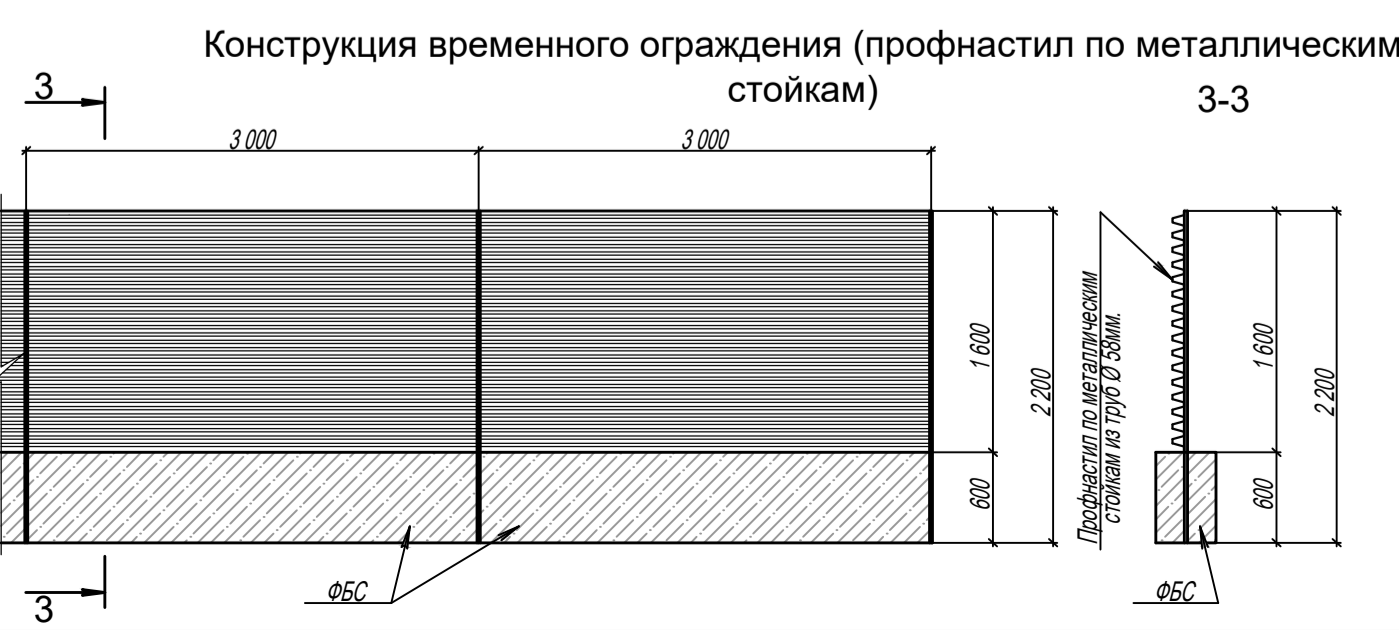 Конструкция временного ограждения (профнастил по металлическим
стойкам)
3
3-3
3 000
3 000
1 600
2 200
600
Профнастил по металлическим
стойкам из труб Ø 58мм.
1 600
2 200
600
ФБС
ФБС
3